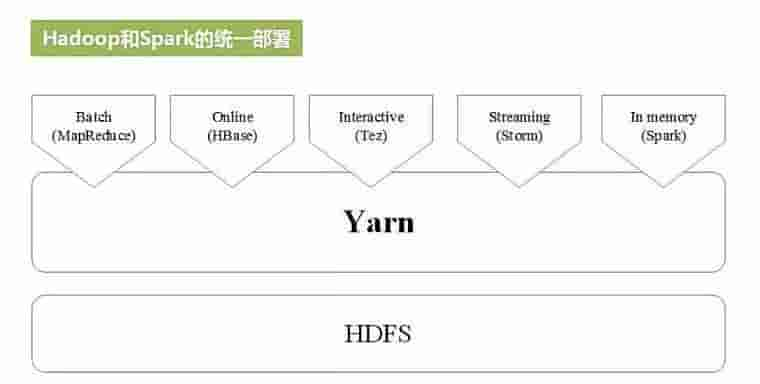 Hadoop和Spark的统一部署
Batch
(MapReduce)
Online
(HBase)
Interactive
(Tez)
Streaming
(Storm)
In memory
(Spark)
Yarn
HDFS